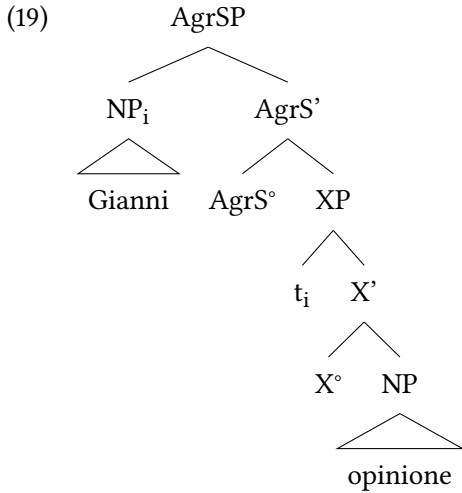 (19) AgrSP
NPi AgrS’
Gianni AgrS° XP
ti X’
X° NP
opinione